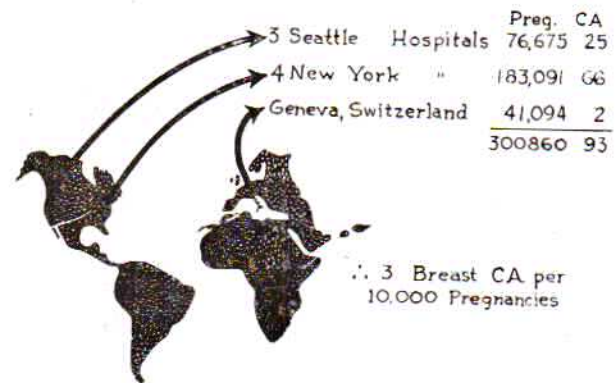 Preg. CA
3 Seattle Hospitals 76,675 25
4 New York " 183,091 66
Geneva, Switzerland 41,094 2
300860 93
∴ 3 Breast CA per
10.000 Pregnancies